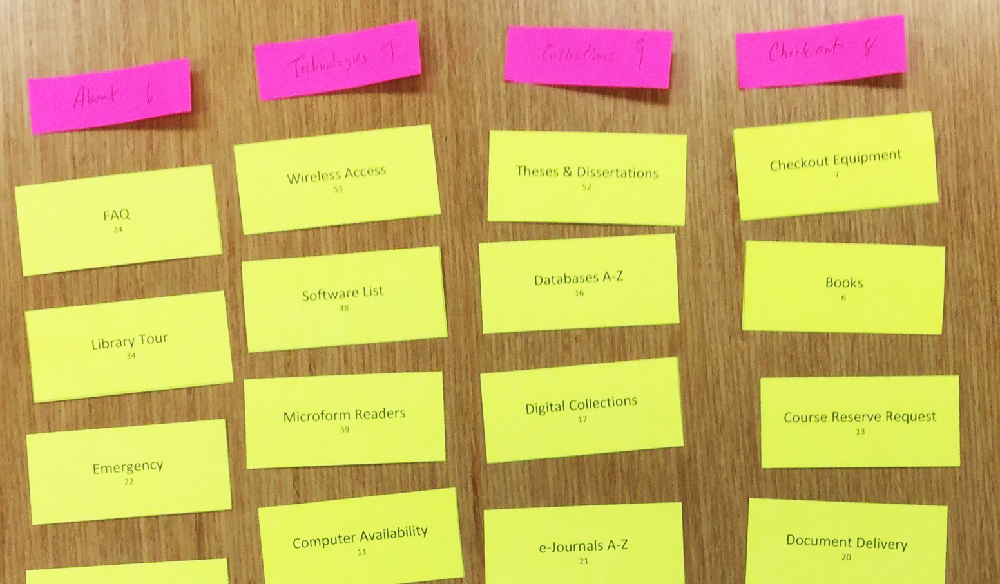 About 6
FAQ
24
Library Tour
34
Emergency
22
Technologies 7
Wireless Access
53
Software List
48
Microform Readers
39
Computer Availability
11
Collections 9
Theses & Dissertations
52
Databases A-Z
16
Digital Collections
17
e-Journals A-Z
21
Checkout 8
Checkout Equipment
7
Books
6
Course Reserve Request
13
Document Delivery
20